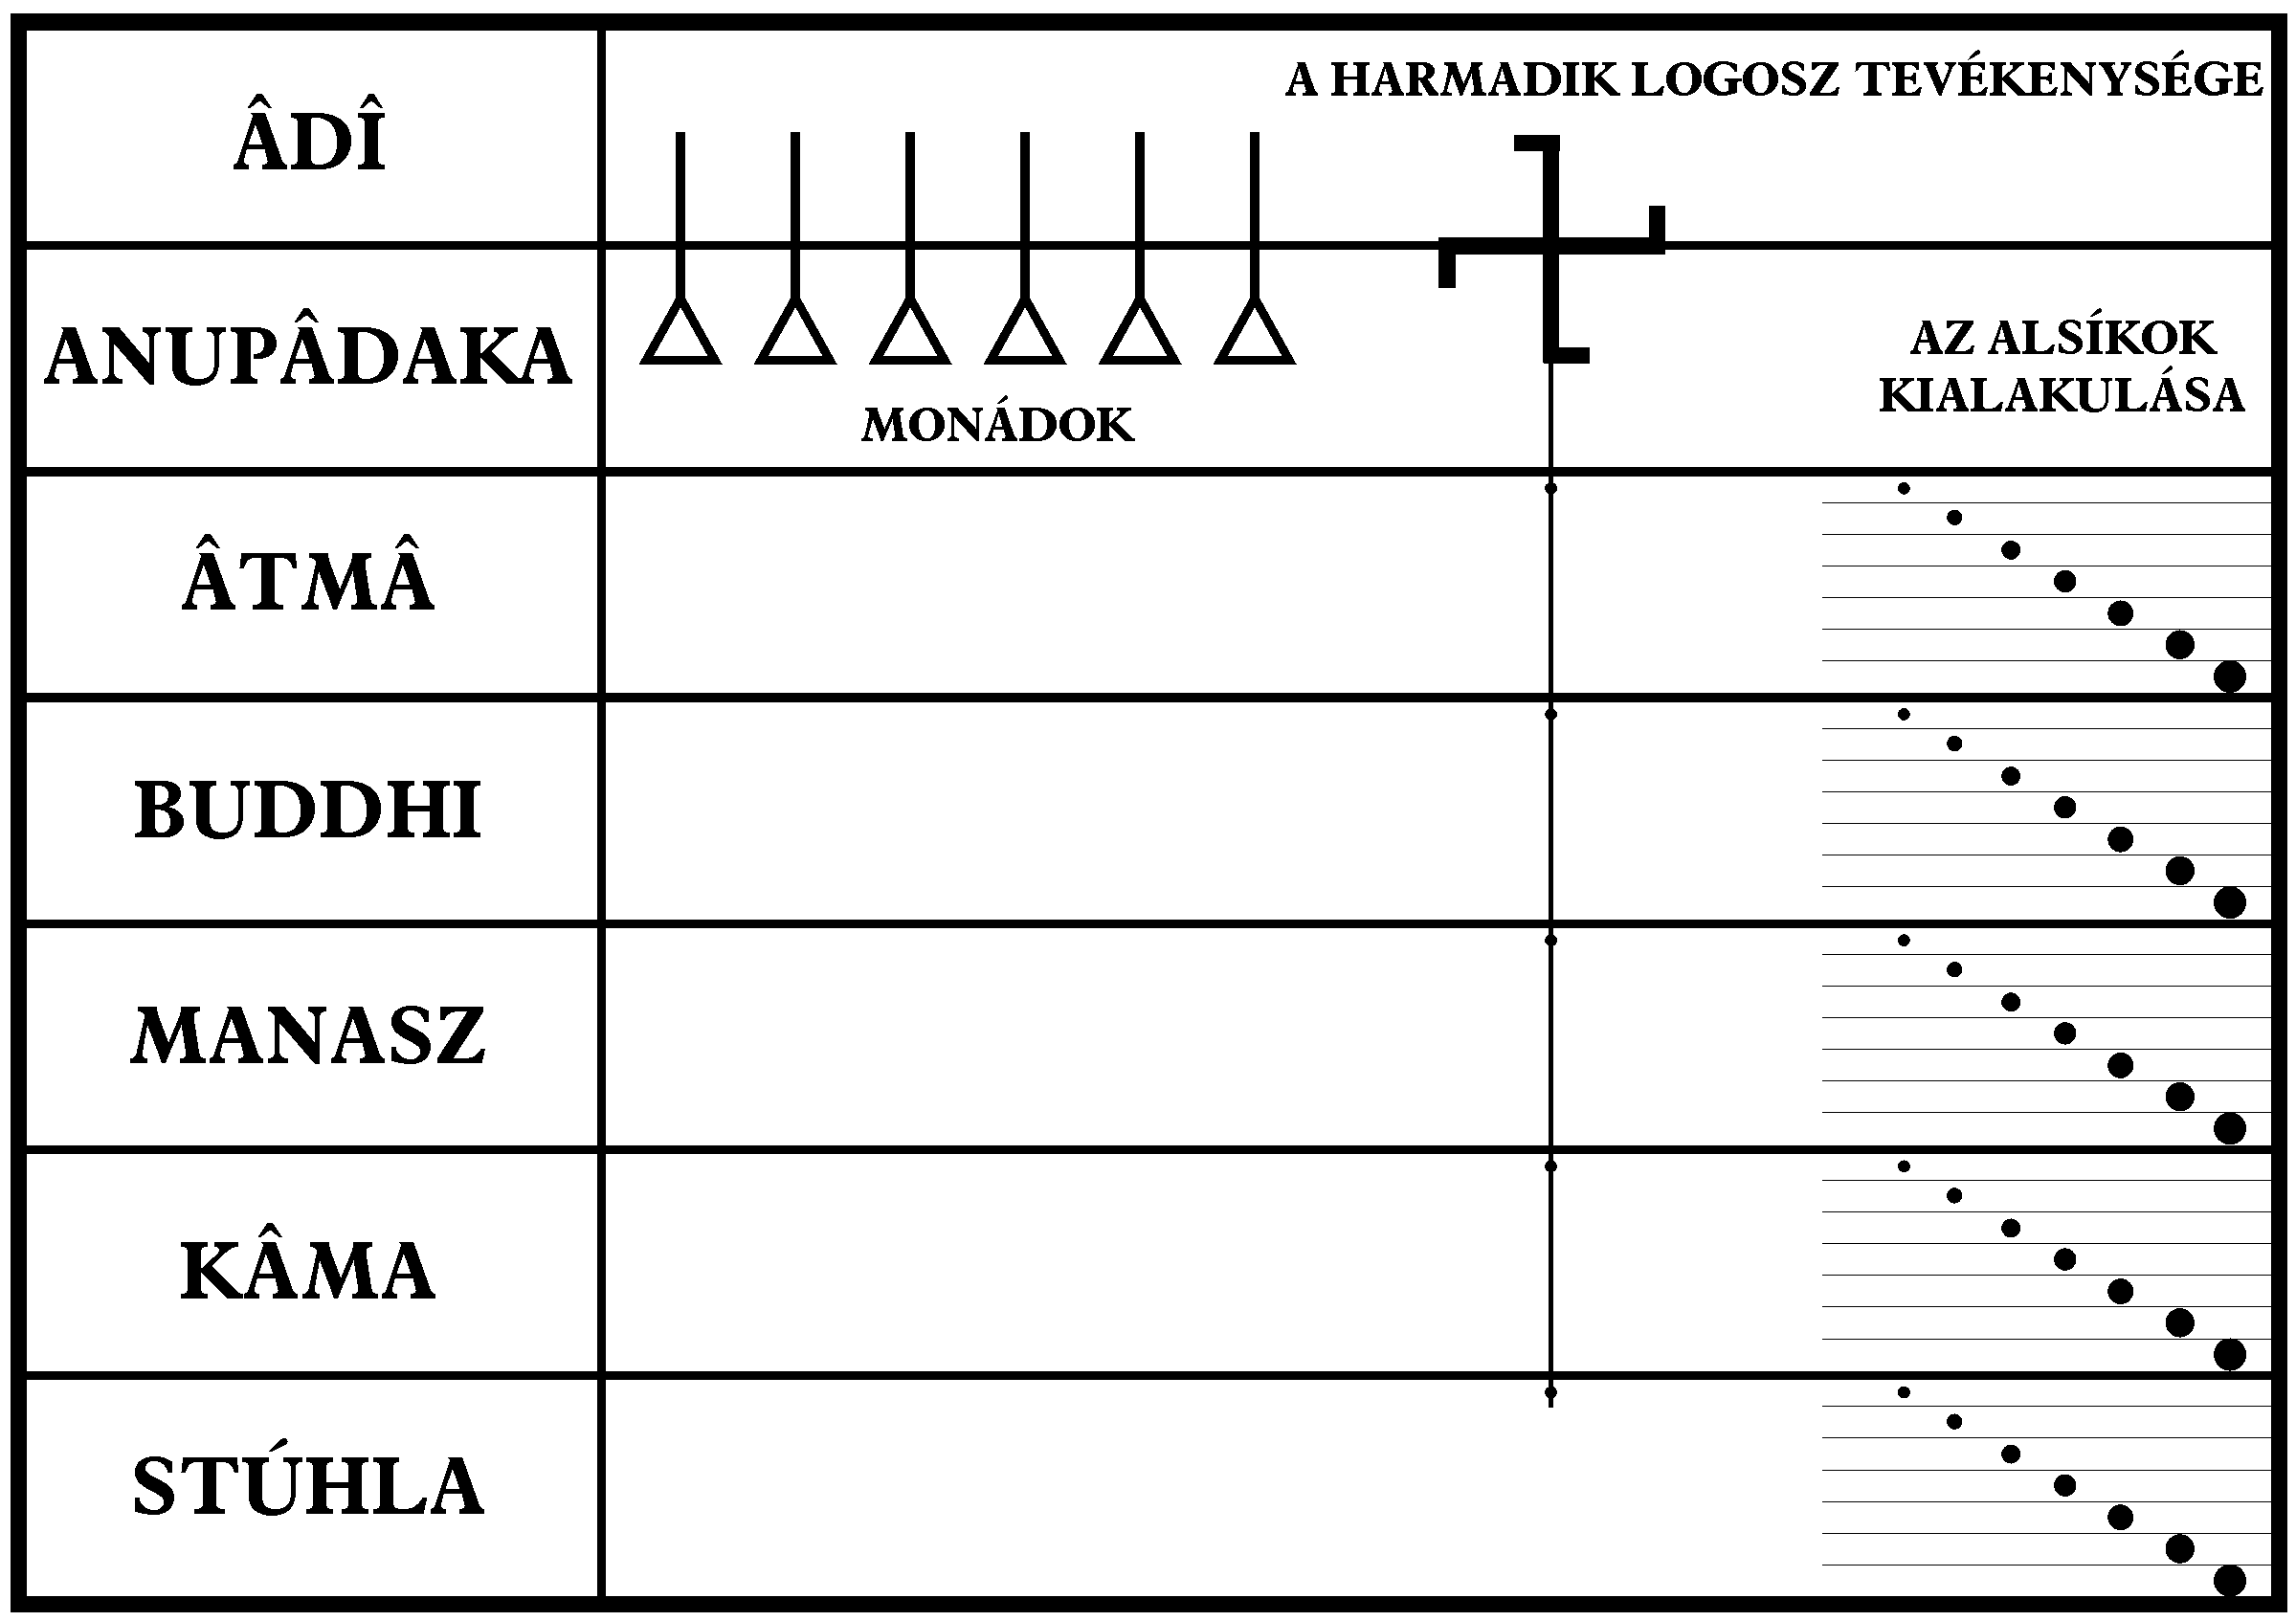 ÂDÎ
A HARMADIK LOGOSZ TEVÉKENYSÉGE
ANUPÂDAKA
MONÁDOK
AZ ALSÍKOK
KIALAKULÁSA
ÂTMÂ
BUDDHI
MANASZ
KÂMA
STÚHLA